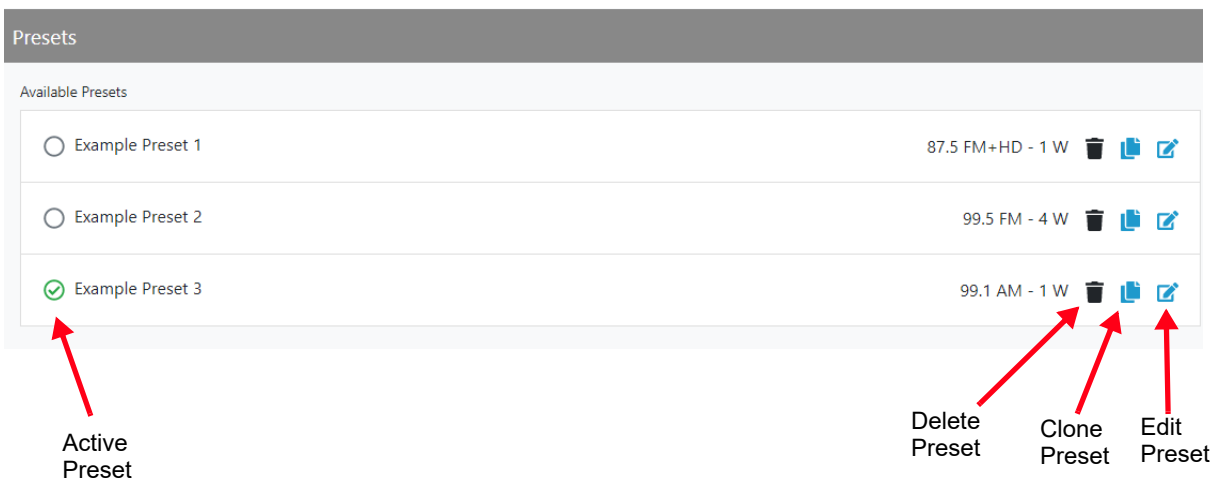 Presets
Available Presets
Example Preset 1 87.5 FM+HD - 1 W
Example Preset 2 99.5 FM - 4 W
Example Preset 3 99.1 AM - 1 W
Active
Preset
Delete
Preset
Clone
Preset
Edit
Preset